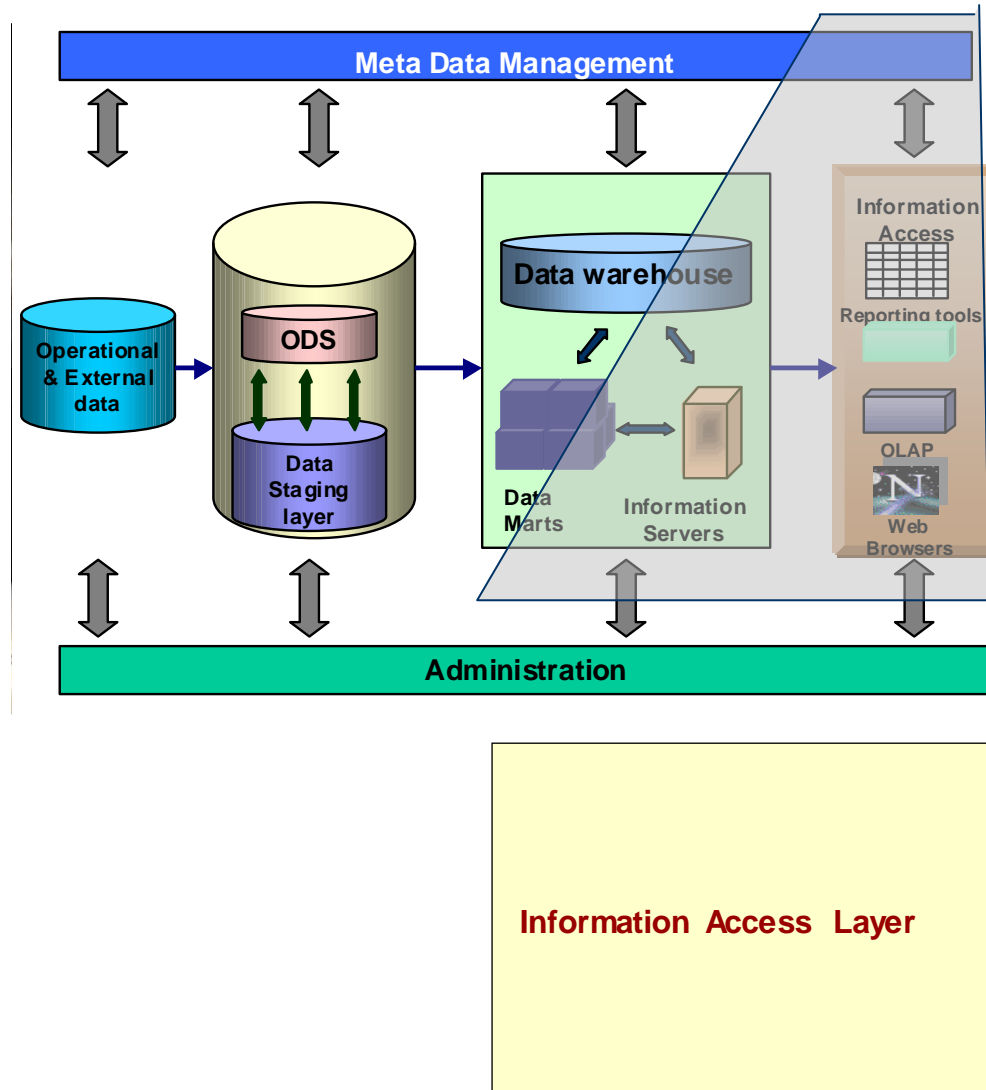 Meta Data Management
Operational
& External
data
ODS
Data
Staging
layer
Data warehouse
Data
Marts
Information
Servers
Information
Access
Reporting tools
OLAP
N
Web
Browsers
Administration
Information Access Layer